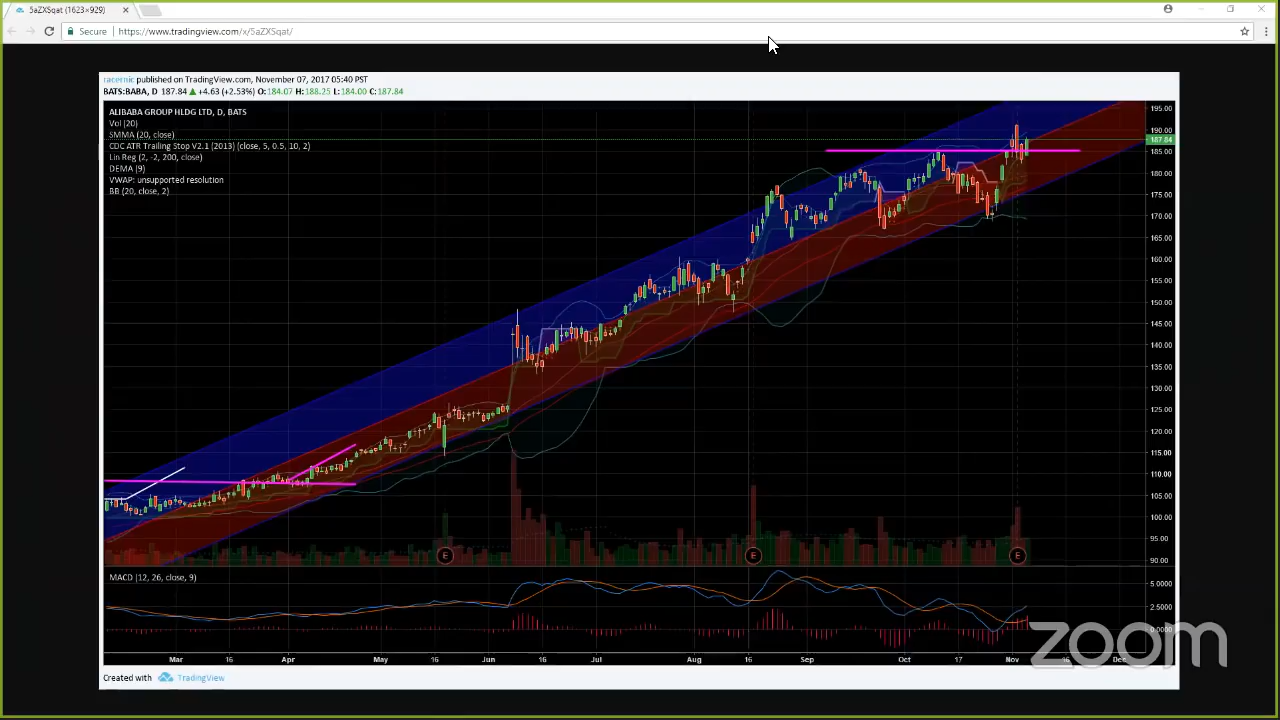 5aZXSqat (1623×929)
Secure https://www.tradingview.com/x/5aZXSqat/
racernic published on TradingView.com, November 07, 2017 05:40 PST
BATS:BABA, D 187.84 ▲ +4.63 (+2.53%) O:184.07 H:188.25 L:184.00 C:187.84
ALIBABA GROUP HLDG LTD, D, BATS
Vol (20)
SMMA (20, close)
CDC ATR Trailing Stop V2.1 (2013) (close, 5, 0.5, 10, 2)
Lin Reg (2, -2, 200, close)
DEMA (9)
VWAP: unsupported resolution
BB (20, close, 2)
195.00
190.00
187.84
185.00
180.00
175.00
170.00
165.00
160.00
155.00
150.00
145.00
140.00
135.00
130.00
125.00
120.00
115.00
110.00
105.00
100.00
95.00
90.00
E E E
MACD (12, 26, close, 9)
5.0000
2.5000
0.0000
zoom
Mar 16 Apr May 16 Jun 16 Jul Aug 16 Sep Oct 17 Nov 16 Dec
Created with TradingView